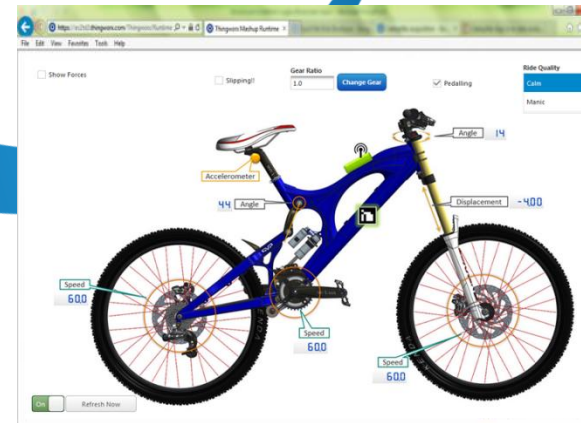 Thingworx Mashup Runtime
File Edit View Favorites Tools Help
Show Forces
Slipping!!
Gear Ratio
1.0
Change Gear
Pedalling
Ride Quality
Calm
Manic
Angle 14
Accelerometer
44 Angle
Displacement -4.00
Speed
60.0
Speed
60.0
Speed
60.0
KENDA
On
Refresh Now